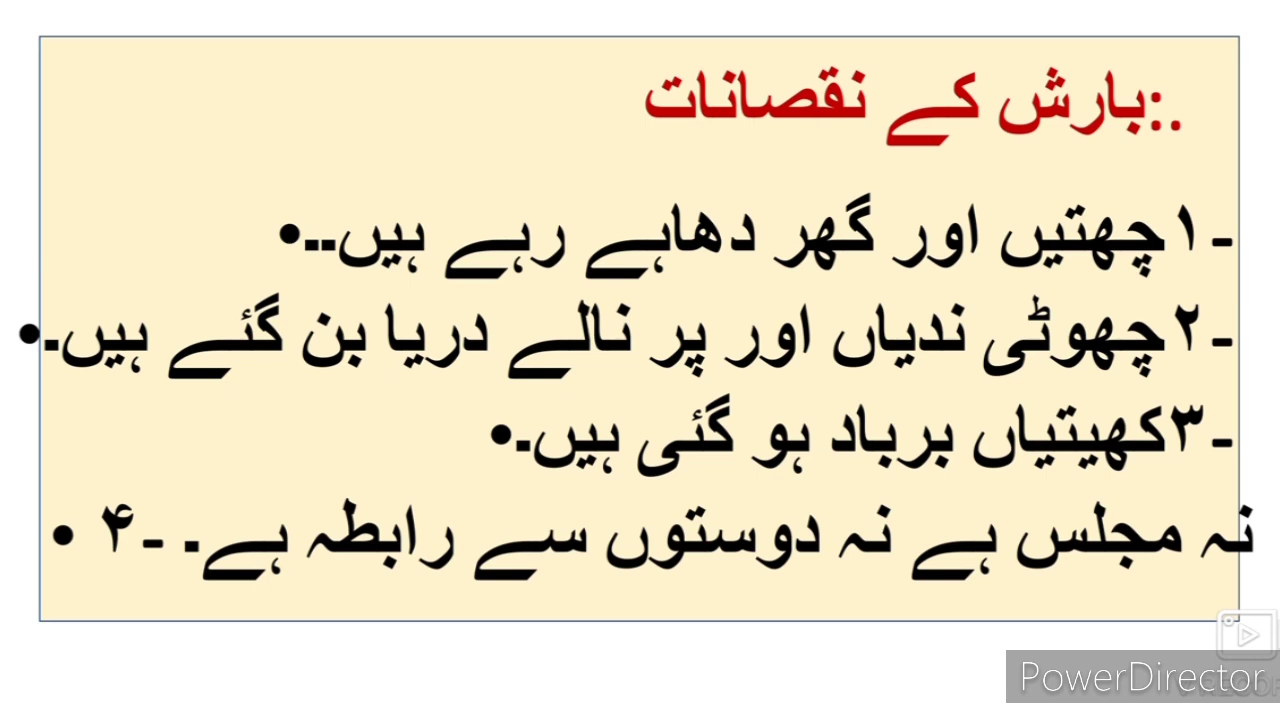 بارش کے نقصانات:.
۱-چھتیں اور گھر دھاہے رہے ہیں..•
۲-چھوٹی ندیاں اور پر نالے دریا بن گئے ہیں.•
۳-کھیتیاں برباد ہو گئی ہیں.•
نہ مجلس ہے نہ دوستوں سے رابطہ ہے. -۴ •
PowerDirector